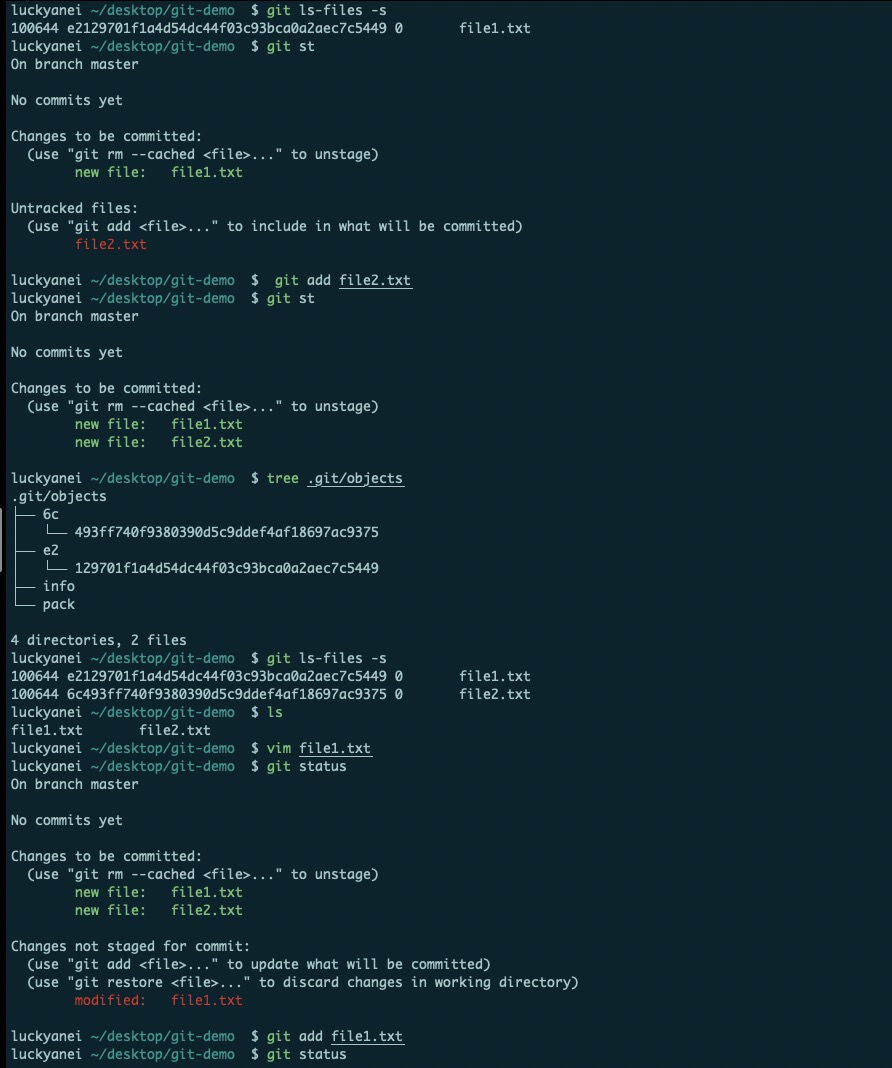 luckyanei ~/desktop/git-demo $ git ls-files -s
100644 e2129701f1a4d54dc44f03c93bca0a2aec7c5449 0 file1.txt
luckyanei ~/desktop/git-demo $ git st
On branch master
No commits yet
Changes to be committed:
(use "git rm --cached <file>..." to unstage)
new file: file1.txt
Untracked files:
(use "git add <file>..." to include in what will be committed)
file2.txt
luckyanei ~/desktop/git-demo $ git add file2.txt
luckyanei ~/desktop/git-demo $ git st
On branch master
No commits yet
Changes to be committed:
(use "git rm --cached <file>..." to unstage)
new file: file1.txt
new file: file2.txt
luckyanei ~/desktop/git-demo $ tree .git/objects
.git/objects
├── 6c
│   └── 493ff740f9380390d5c9ddef4af18697ac9375
├── e2
│   └── 129701f1a4d54dc44f03c93bca0a2aec7c5449
├── info
└── pack
4 directories, 2 files
luckyanei ~/desktop/git-demo $ git ls-files -s
100644 e2129701f1a4d54dc44f03c93bca0a2aec7c5449 0 file1.txt
100644 6c493ff740f9380390d5c9ddef4af18697ac9375 0 file2.txt
luckyanei ~/desktop/git-demo $ ls
file1.txt file2.txt
luckyanei ~/desktop/git-demo $ vim file1.txt
luckyanei ~/desktop/git-demo $ git status
On branch master
No commits yet
Changes to be committed:
(use "git rm --cached <file>..." to unstage)
new file: file1.txt
new file: file2.txt
Changes not staged for commit:
(use "git add <file>..." to update what will be committed)
(use "git restore <file>..." to discard changes in working directory)
modified: file1.txt
luckyanei ~/desktop/git-demo $ git add file1.txt
luckyanei ~/desktop/git-demo $ git status